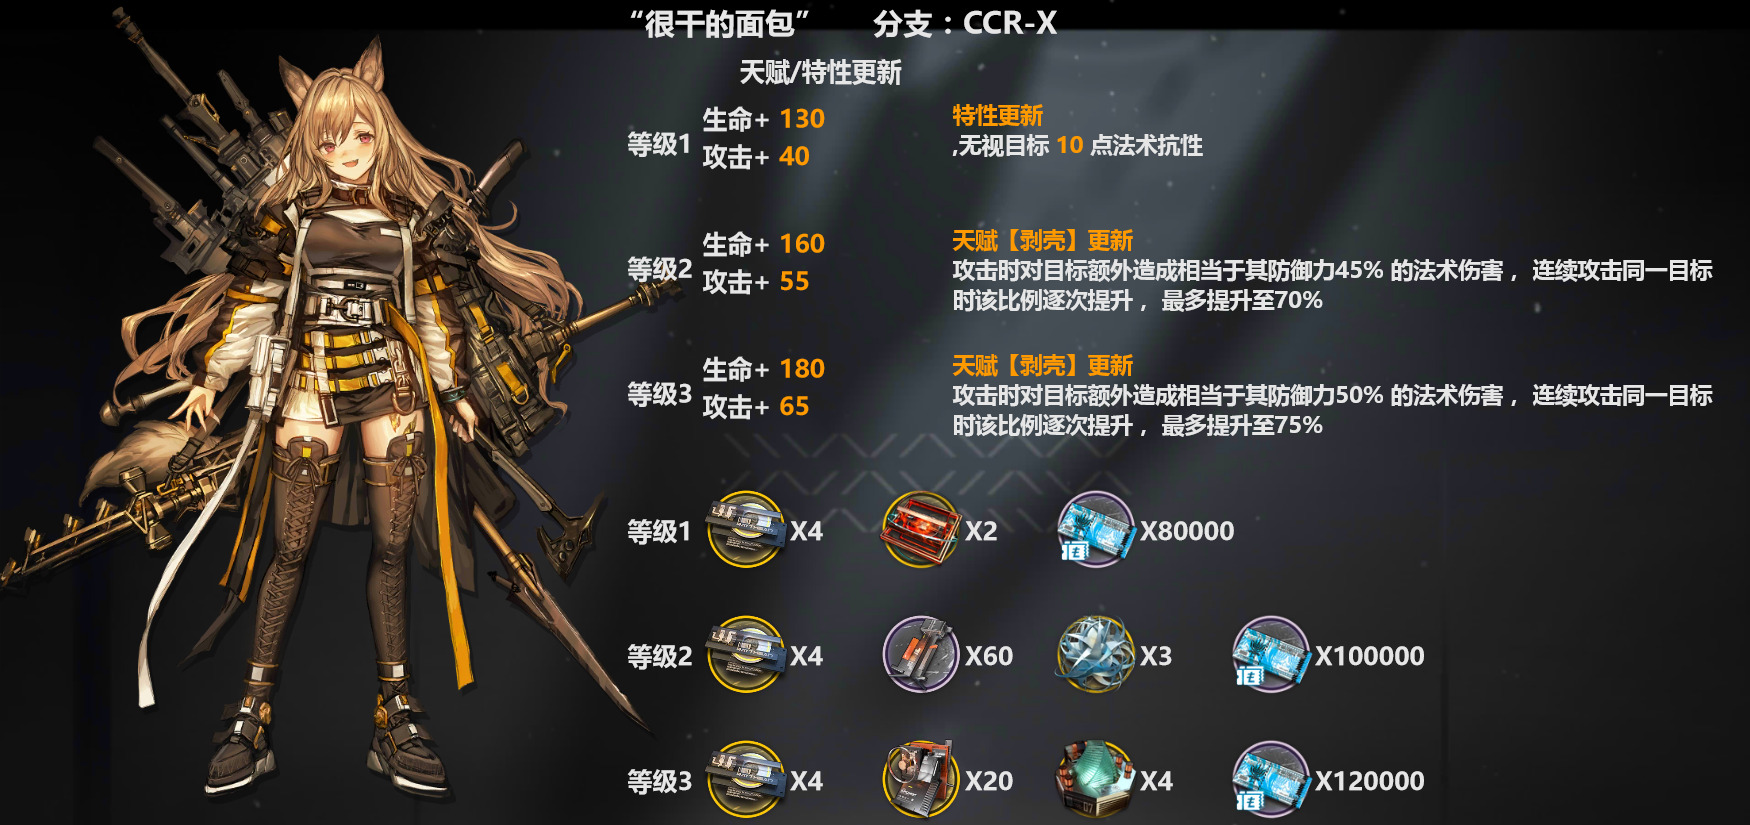 “很干的面包” 分支：CCR-X
天赋/特性更新
等级1
生命+ 130
攻击+ 40
特性更新
,无视目标 10 点法术抗性
等级2
生命+ 160
攻击+ 55
天赋【剥壳】更新
攻击时对目标额外造成相当于其防御力45% 的法术伤害， 连续攻击同一目标
时该比例逐次提升， 最多提升至70%
等级3
生命+ 180
攻击+ 65
天赋【剥壳】更新
攻击时对目标额外造成相当于其防御力50% 的法术伤害， 连续攻击同一目标
时该比例逐次提升， 最多提升至75%
等级1 X4 X2 X80000
等级2 X4 X60 X3 X100000
等级3 X4 X20 X4 X120000